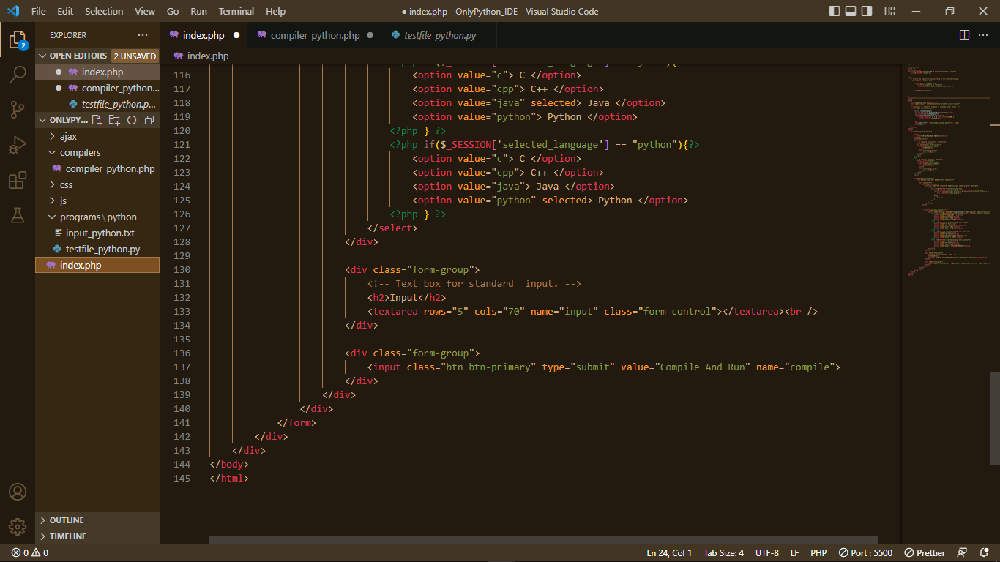 File Edit Selection View Go Run Terminal Help ● index.php - OnlyPython_IDE - Visual Studio Code
EXPLORER ···
index.php ●
compiler_python.php ●
testfile_python.py
OPEN EDITORS 2 UNSAVED
index.php
● index.php
● compiler_python...
testfile_python.p...
ONLYPY...
ajax
compilers
compiler_python.php
css
js
programs\python
input_python.txt
testfile_python.py
index.php
116 <option value="c"> C </option>
117 <option value="cpp"> C++ </option>
118 <option value="java" selected> Java </option>
119 <option value="python"> Python </option>
120 <?php } ?>
121 <?php if($_SESSION['selected_language'] == "python"){?>
122 <option value="c"> C </option>
123 <option value="cpp"> C++ </option>
124 <option value="java"> Java </option>
125 <option value="python" selected> Python </option>
126 <?php } ?>
127 </select>
128 </div>
129
130 <div class="form-group">
131 <!-- Text box for standard  input. -->
132 <h2>Input</h2>
133 <textarea rows="5" cols="70" name="input" class="form-control"></textarea><br />
134 </div>
135
136 <div class="form-group">
137 <input class="btn btn-primary" type="submit" value="Compile And Run" name="compile">
138 </div>
139 </div>
140 </div>
141 </form>
142 </div>
143 </div>
144 </body>
145 </html>
OUTLINE
TIMELINE
2
0 0 Ln 24, Col 1 Tab Size: 4 UTF-8 LF PHP Port : 5500 Prettier